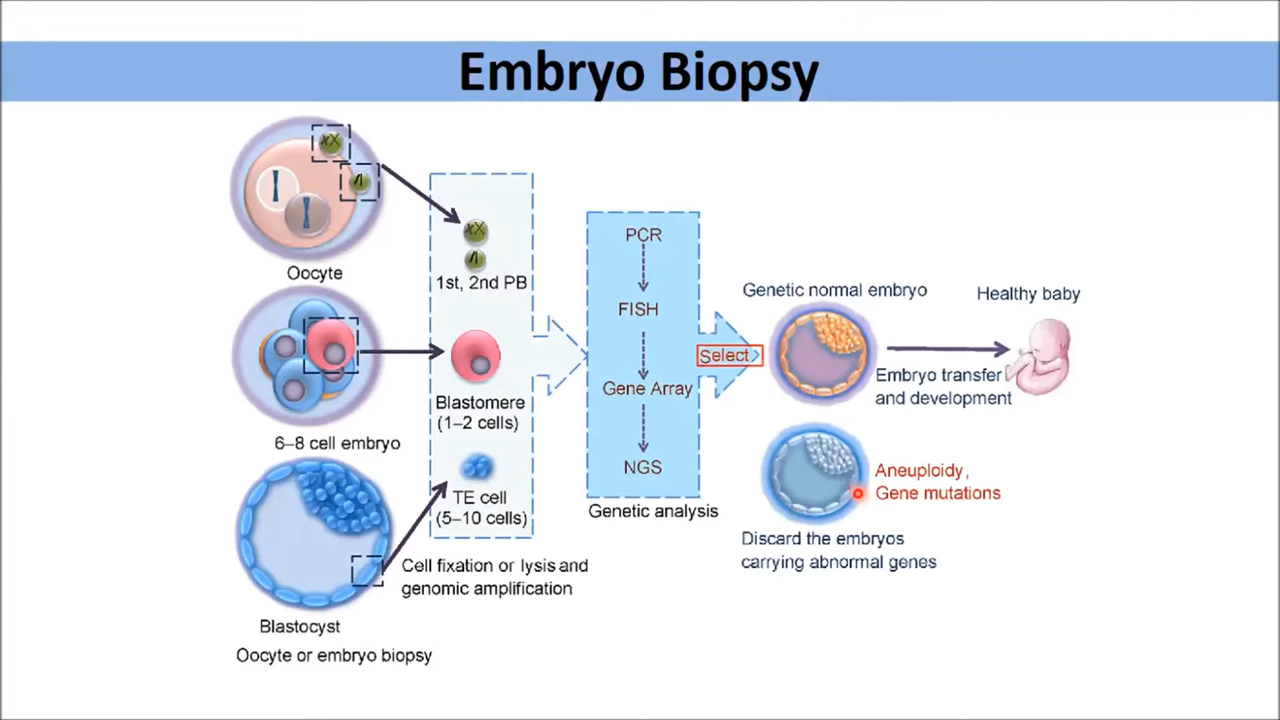 Embryo Biopsy
XX
Oocyte
XX
1st, 2nd PB
6–8 cell embryo
Blastomere
(1–2 cells)
Blastocyst
TE cell
(5–10 cells)
Oocyte or embryo biopsy
Cell fixation or lysis and
genomic amplification
PCR
FISH
Gene Array
NGS
Genetic analysis
Select
Genetic normal embryo
Healthy baby
Embryo transfer
and development
Aneuploidy,
Gene mutations
Discard the embryos
carrying abnormal genes